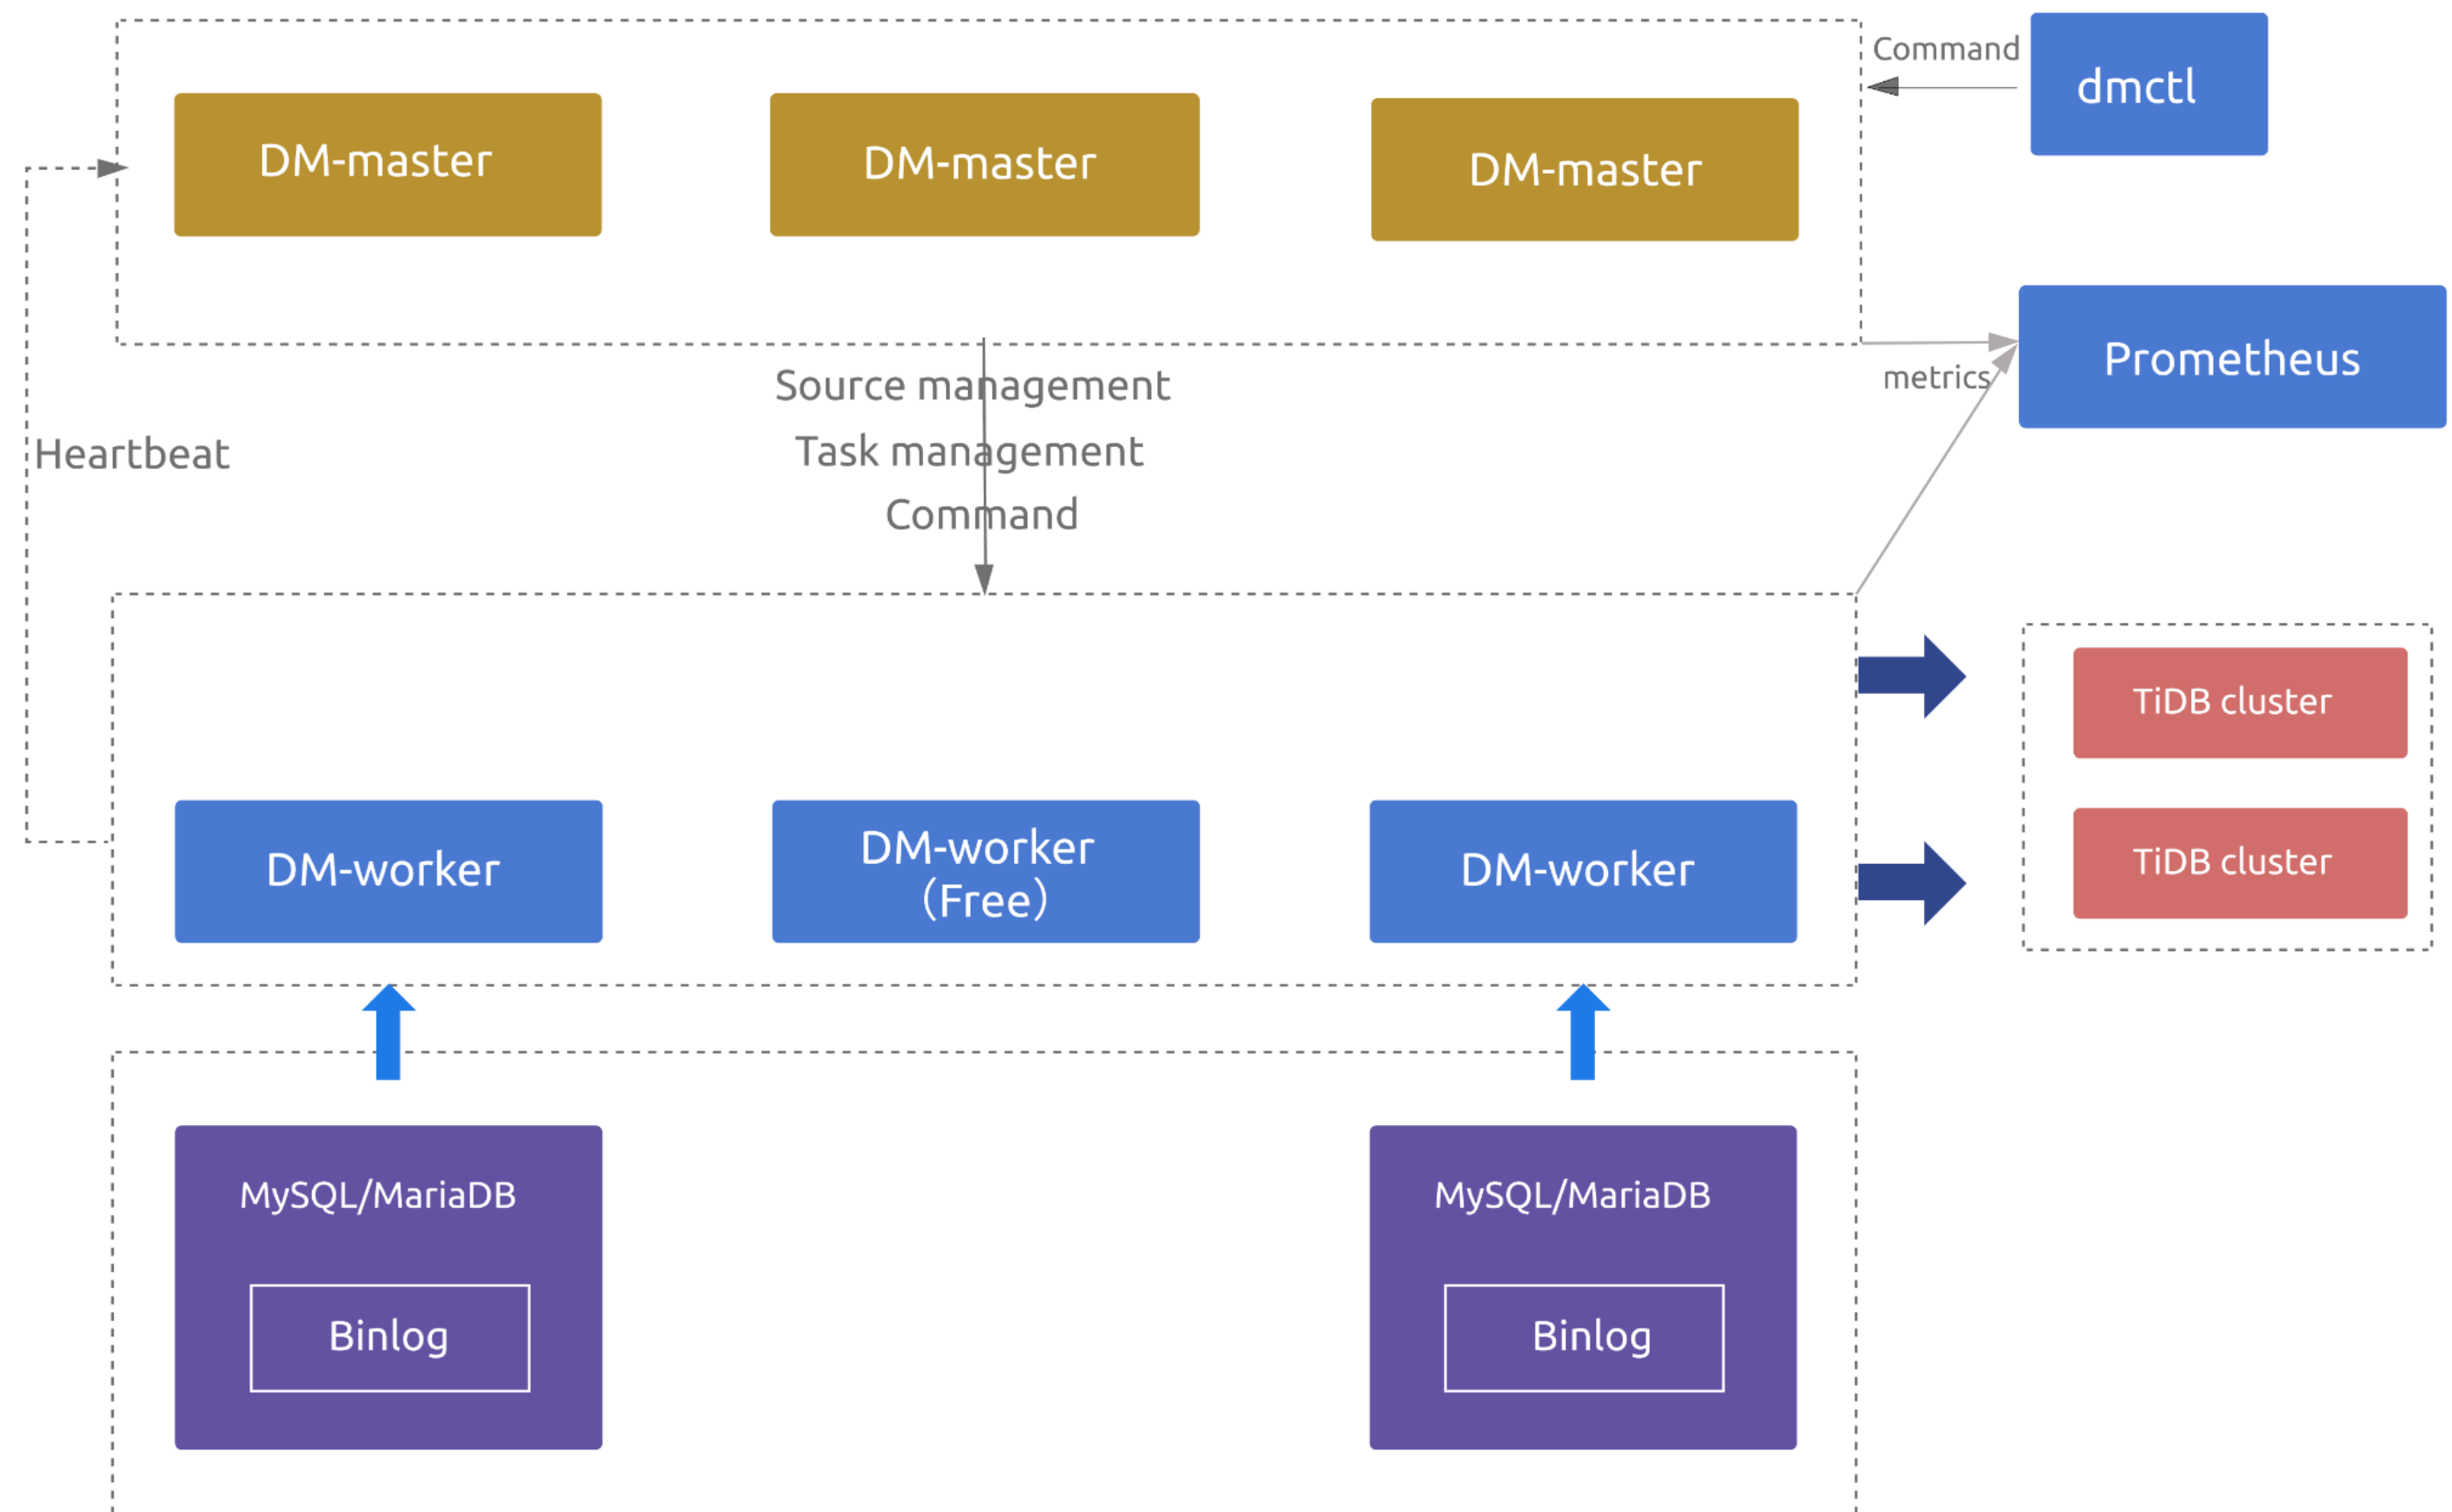 Command
dmctl
DM-master
DM-master
DM-master
Prometheus
metrics
Source management
Task management
Command
Heartbeat
TiDB cluster
TiDB cluster
DM-worker
DM-worker
（Free）
DM-worker
MySQL/MariaDB
Binlog
MySQL/MariaDB
Binlog